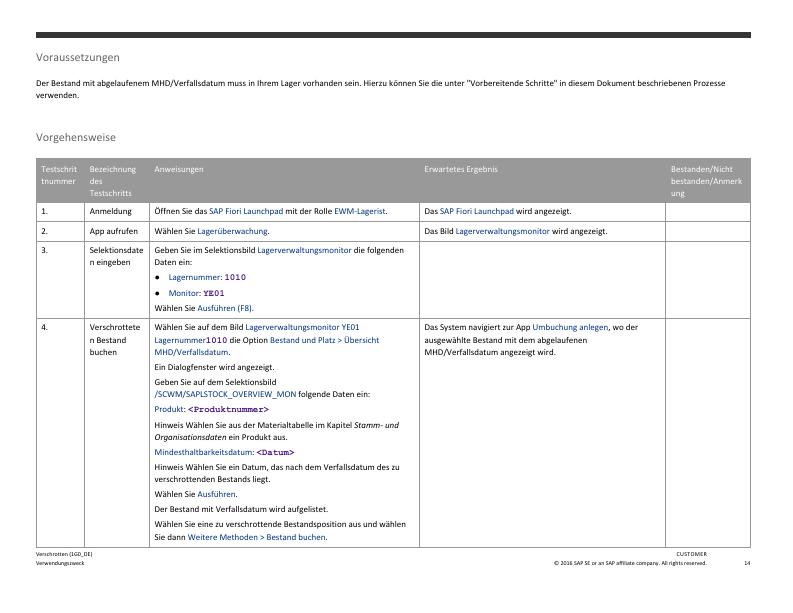 Voraussetzungen
Der Bestand mit abgelaufenem MHD/Verfallsdatum muss in Ihrem Lager vorhanden sein. Hierzu können Sie die unter "Vorbereitende Schritte" in diesem Dokument beschriebenen Prozesse
verwenden.
Vorgehensweise
Testschrit
tnummer
Bezeichnung
des
Testschritts
Anweisungen
Erwartetes Ergebnis
Bestanden/Nicht
bestanden/Anmerk
ung
1.
Anmeldung
Öffnen Sie das SAP Fiori Launchpad mit der Rolle EWM-Lagerist.
Das SAP Fiori Launchpad wird angezeigt.
2.
App aufrufen
Wählen Sie Lagerüberwachung.
Das Bild Lagerverwaltungsmonitor wird angezeigt.
3.
Selektionsdate
n eingeben
Geben Sie im Selektionsbild Lagerverwaltungsmonitor die folgenden
Daten ein:
● Lagernummer: 1010
● Monitor: YE01
Wählen Sie Ausführen (F8).
4.
Verschrottete
n Bestand
buchen
Wählen Sie auf dem Bild Lagerverwaltungsmonitor YE01
Lagernummer1010 die Option Bestand und Platz > Übersicht
MHD/Verfallsdatum.
Ein Dialogfenster wird angezeigt.
Geben Sie auf dem Selektionsbild
/SCWM/SAPLSTOCK_OVERVIEW_MON folgende Daten ein:
Produkt: <Produktnummer>
Hinweis Wählen Sie aus der Materialtabelle im Kapitel Stamm- und
Organisationsdaten ein Produkt aus.
Mindesthaltbarkeitsdatum: <Datum>
Hinweis Wählen Sie ein Datum, das nach dem Verfallsdatum des zu
verschrottenden Bestands liegt.
Wählen Sie Ausführen.
Der Bestand mit Verfallsdatum wird aufgelistet.
Wählen Sie eine zu verschrottende Bestandsposition aus und wählen
Sie dann Weitere Methoden > Bestand buchen.
Das System navigiert zur App Umbuchung anlegen, wo der
ausgewählte Bestand mit dem abgelaufenen
MHD/Verfallsdatum angezeigt wird.
Verschrotten (1G0_DE)
Verwendungszweck
CUSTOMER
© 2016 SAP SE or an SAP affiliate company. All rights reserved.
14